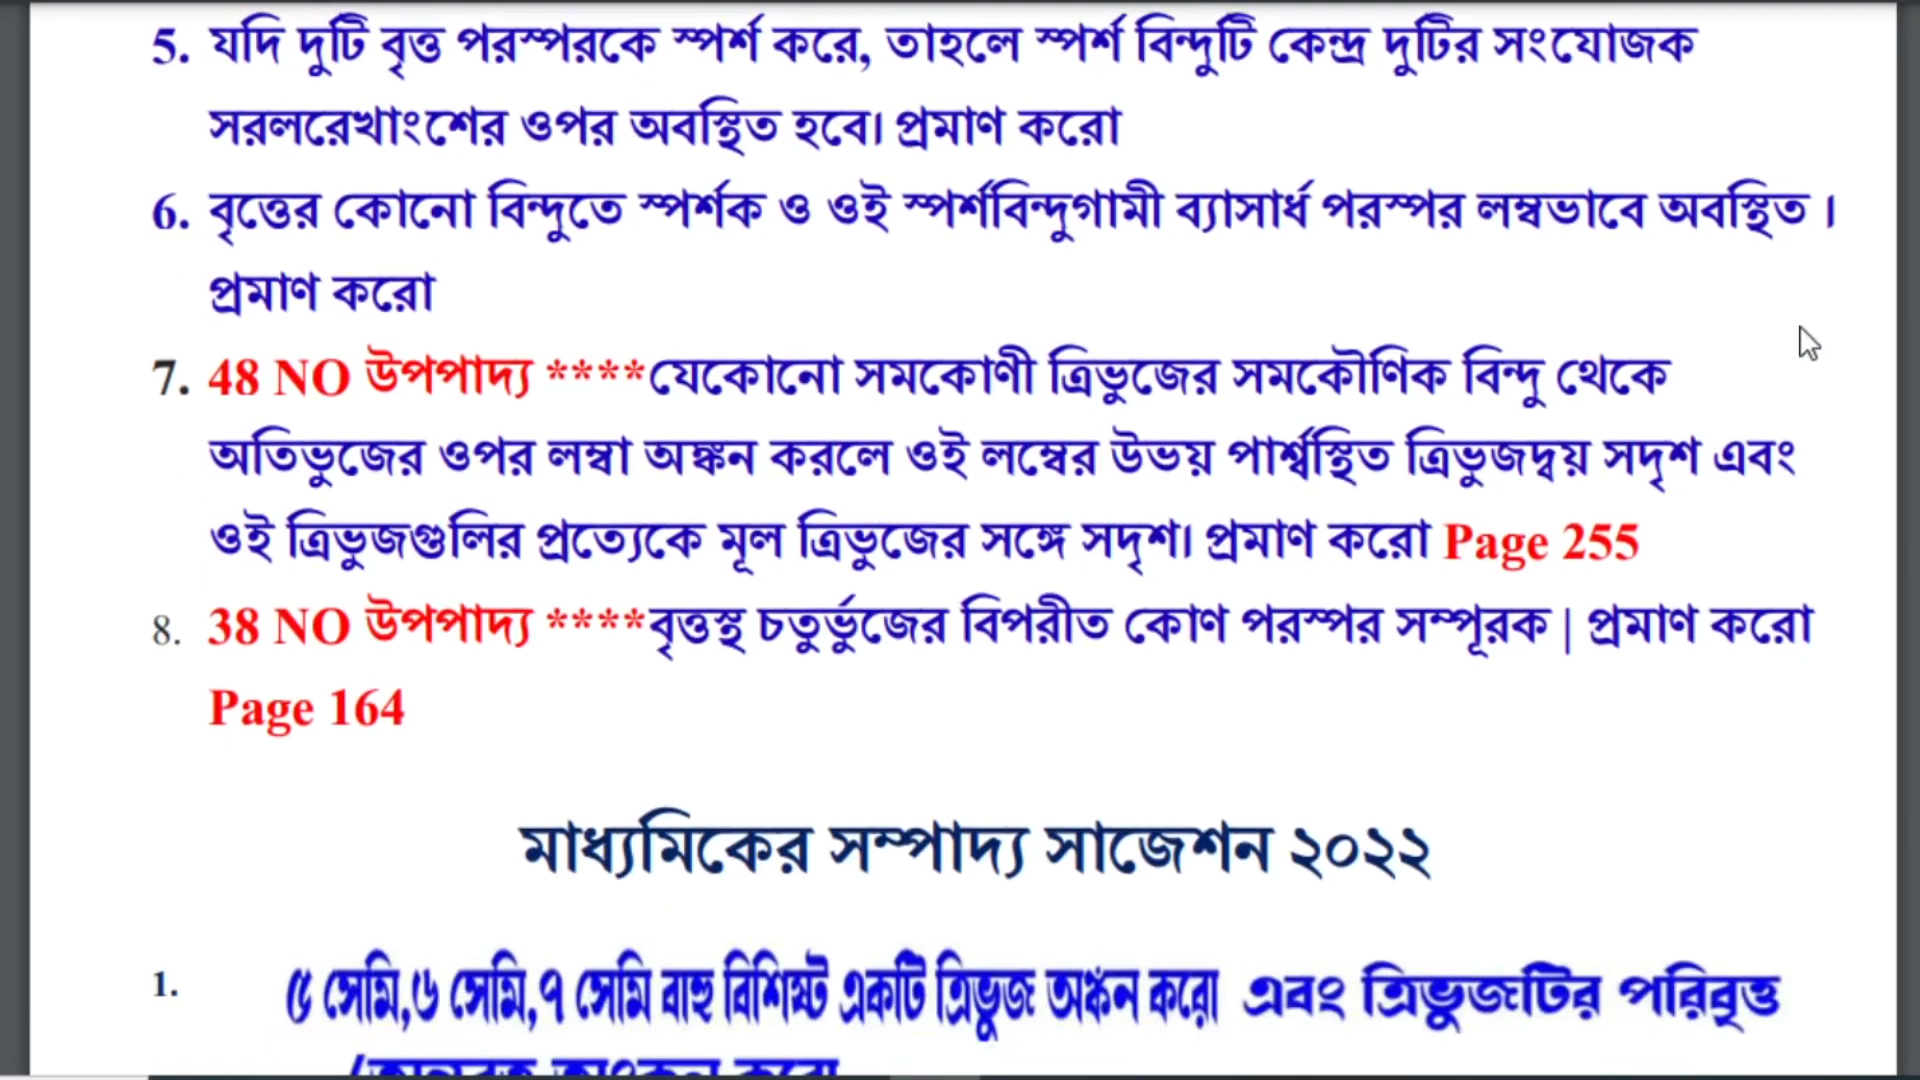 5. যদি দুটি বৃত্ত পরস্পরকে স্পর্শ করে, তাহলে স্পর্শ বিন্দুটি কেন্দ্র দুটির সংযোজক
সরলরেখাংশের ওপর অবস্থিত হবে। প্রমাণ করো
6. বৃত্তের কোনো বিন্দুতে স্পর্শক ও ওই স্পর্শবিন্দুগামী ব্যাসার্ধ পরস্পর লম্বভাবে অবস্থিত ।
প্রমাণ করো
7. 48 NO উপপাদ্য ****যেকোনো সমকোণী ত্রিভুজের সমকৌণিক বিন্দু থেকে
অতিভুজের ওপর লম্বা অঙ্কন করলে ওই লম্বের উভয় পার্শ্বস্থিত ত্রিভুজদ্বয় সদৃশ এবং
ওই ত্রিভুজগুলির প্রত্যেকে মূল ত্রিভুজের সঙ্গে সদৃশ। প্রমাণ করো Page 255
8. 38 NO উপপাদ্য ****বৃত্তস্থ চতুর্ভুজের বিপরীত কোণ পরস্পর সম্পূরক | প্রমাণ করো
Page 164
মাধ্যমিকের সম্পাদ্য সাজেশন ২০২২
1. ৫ সেমি,৬ সেমি,৭ সেমি বাহু বিশিষ্ট একটি ত্রিভুজ অঙ্কন করো এবং ত্রিভুজটির পরিবৃত্ত